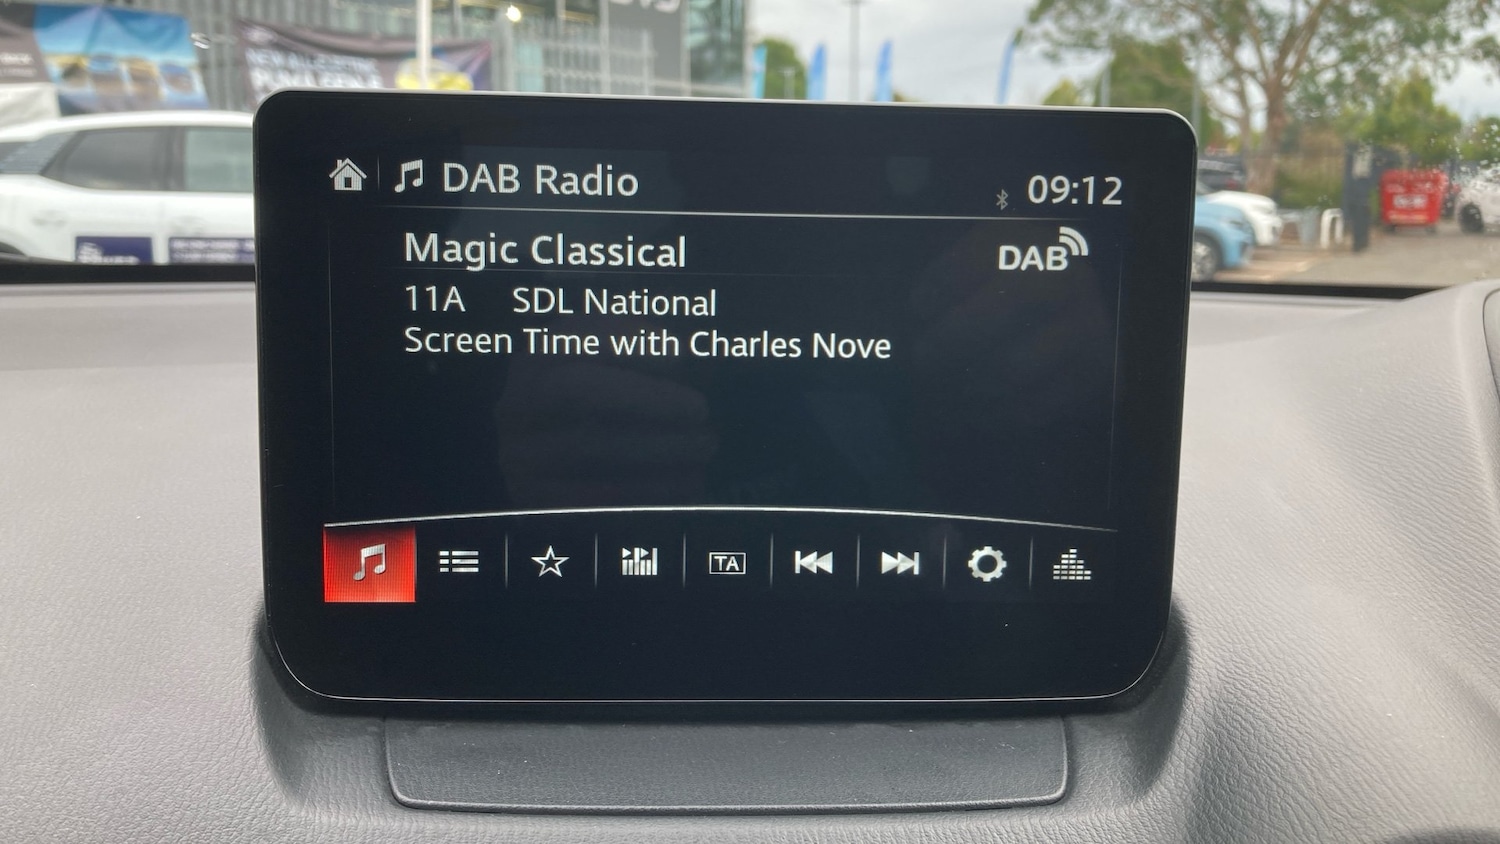 DAB Radio
09:12
Magic Classical
DAB
11A SDL National
Screen Time with Charles Nove
TA